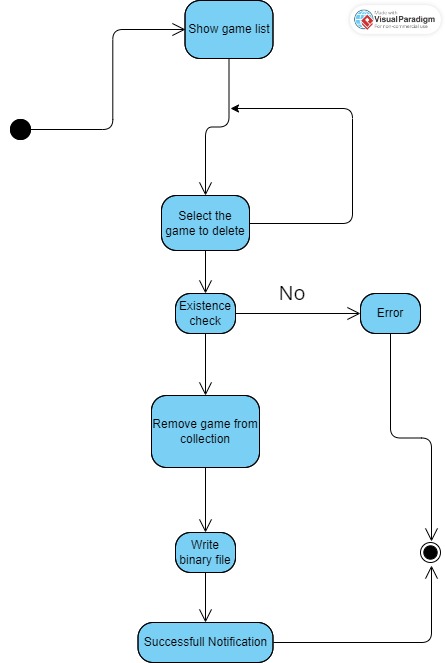 Made with
Visual Paradigm
For non-commercial use
Show game list
Select the
game to delete
Existence
check
No
Error
Remove game from
collection
Write
binary file
Successfull Notification